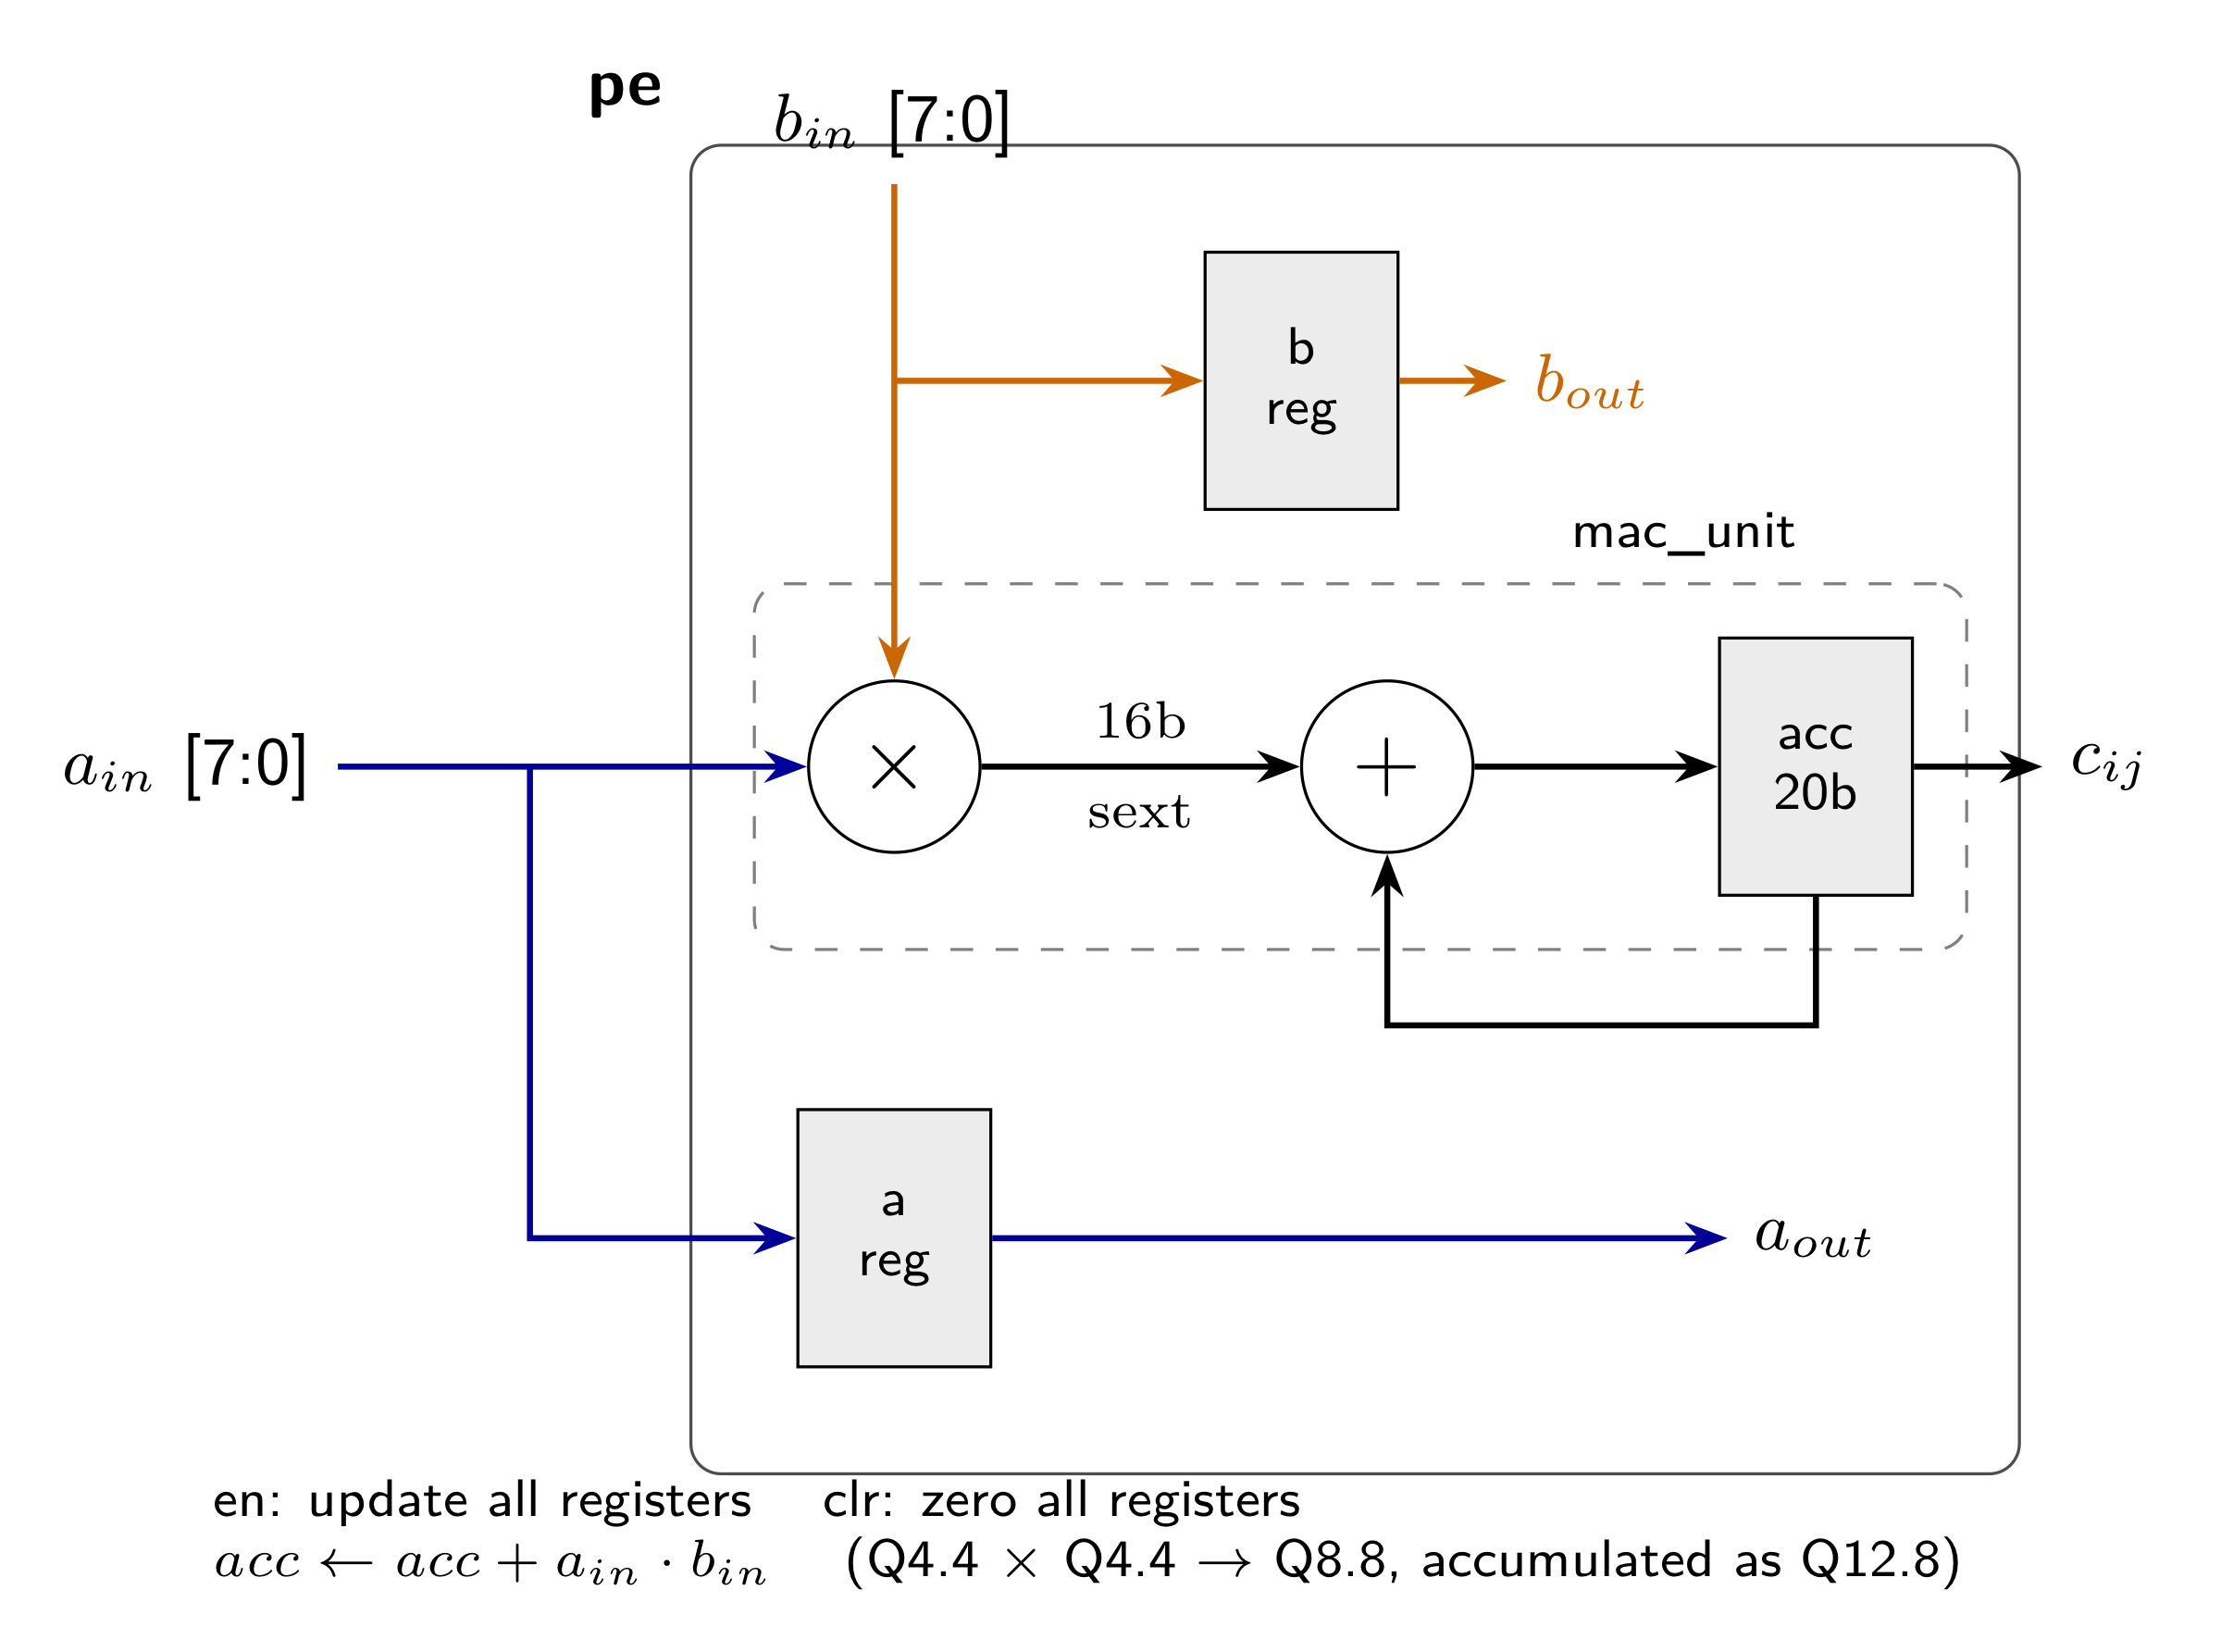 pe
b_in [7:0]
b
reg
b_out
mac_unit
16b
sext
×
+
acc
20b
a_in [7:0]
c_ij
a
reg
a_out
en: update all registers clr: zero all registers
acc ← acc + a_in · b_in (Q4.4 × Q4.4 → Q8.8, accumulated as Q12.8)